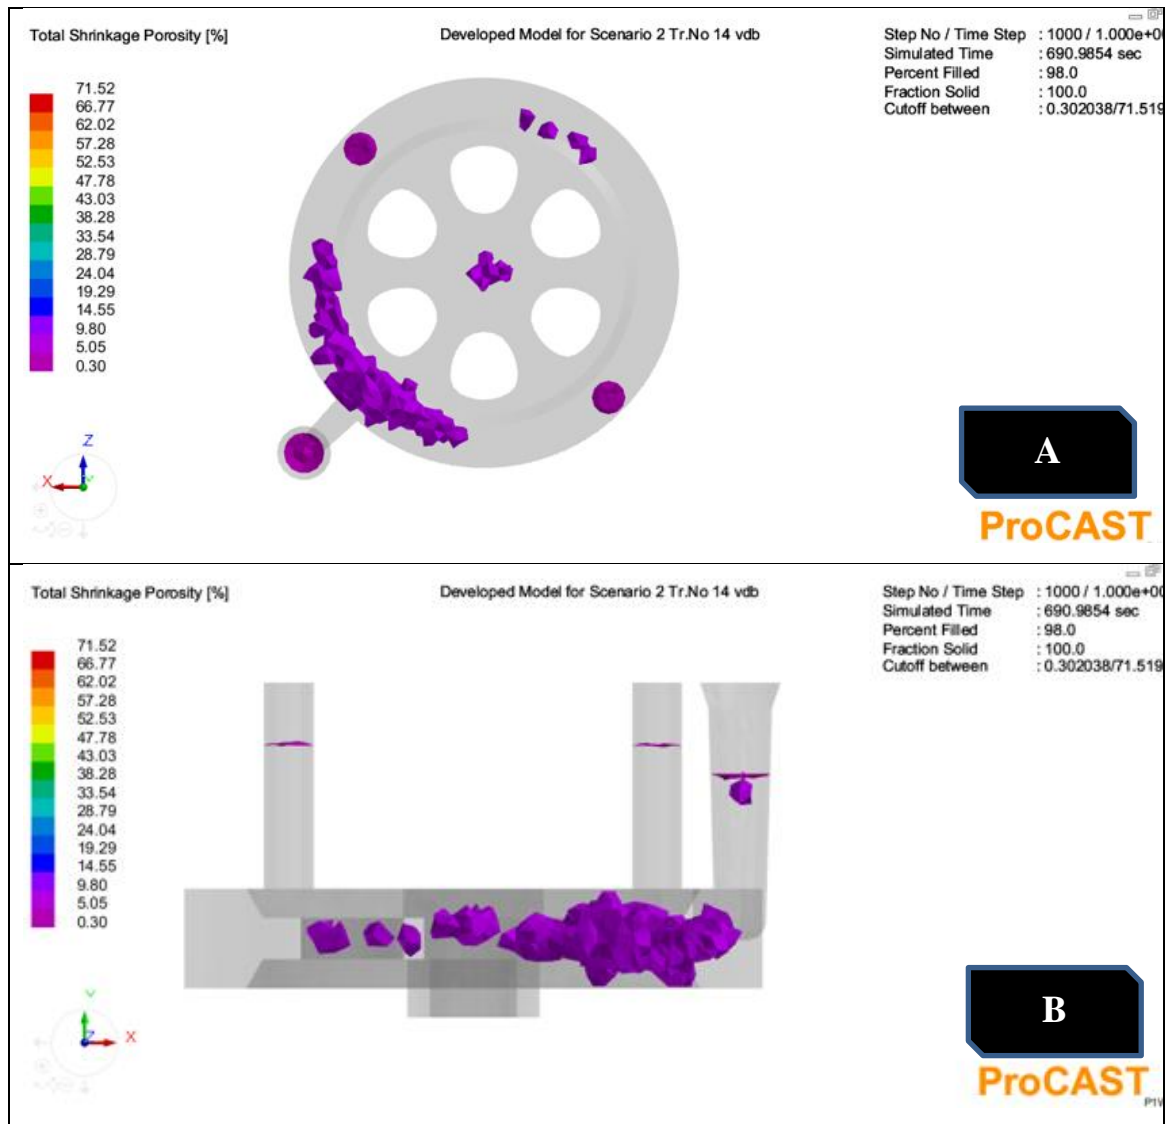 Total Shrinkage Porosity [%]
Developed Model for Scenario 2 Tr.No 14 vdb
Step No / Time Step : 1000 / 1.000e+00
Simulated Time : 690.9854 sec
Percent Filled : 98.0
Fraction Solid : 100.0
Cutoff between : 0.302038/71.519
71.52
66.77
62.02
57.28
52.53
47.78
43.03
38.28
33.54
28.79
24.04
19.29
14.55
9.80
5.05
0.30
Z
X
Y
A
ProCAST
Total Shrinkage Porosity [%]
Developed Model for Scenario 2 Tr.No 14 vdb
Step No / Time Step : 1000 / 1.000e+00
Simulated Time : 690.9854 sec
Percent Filled : 98.0
Fraction Solid : 100.0
Cutoff between : 0.302038/71.519
71.52
66.77
62.02
57.28
52.53
47.78
43.03
38.28
33.54
28.79
24.04
19.29
14.55
9.80
5.05
0.30
Y
Z
X
B
ProCAST